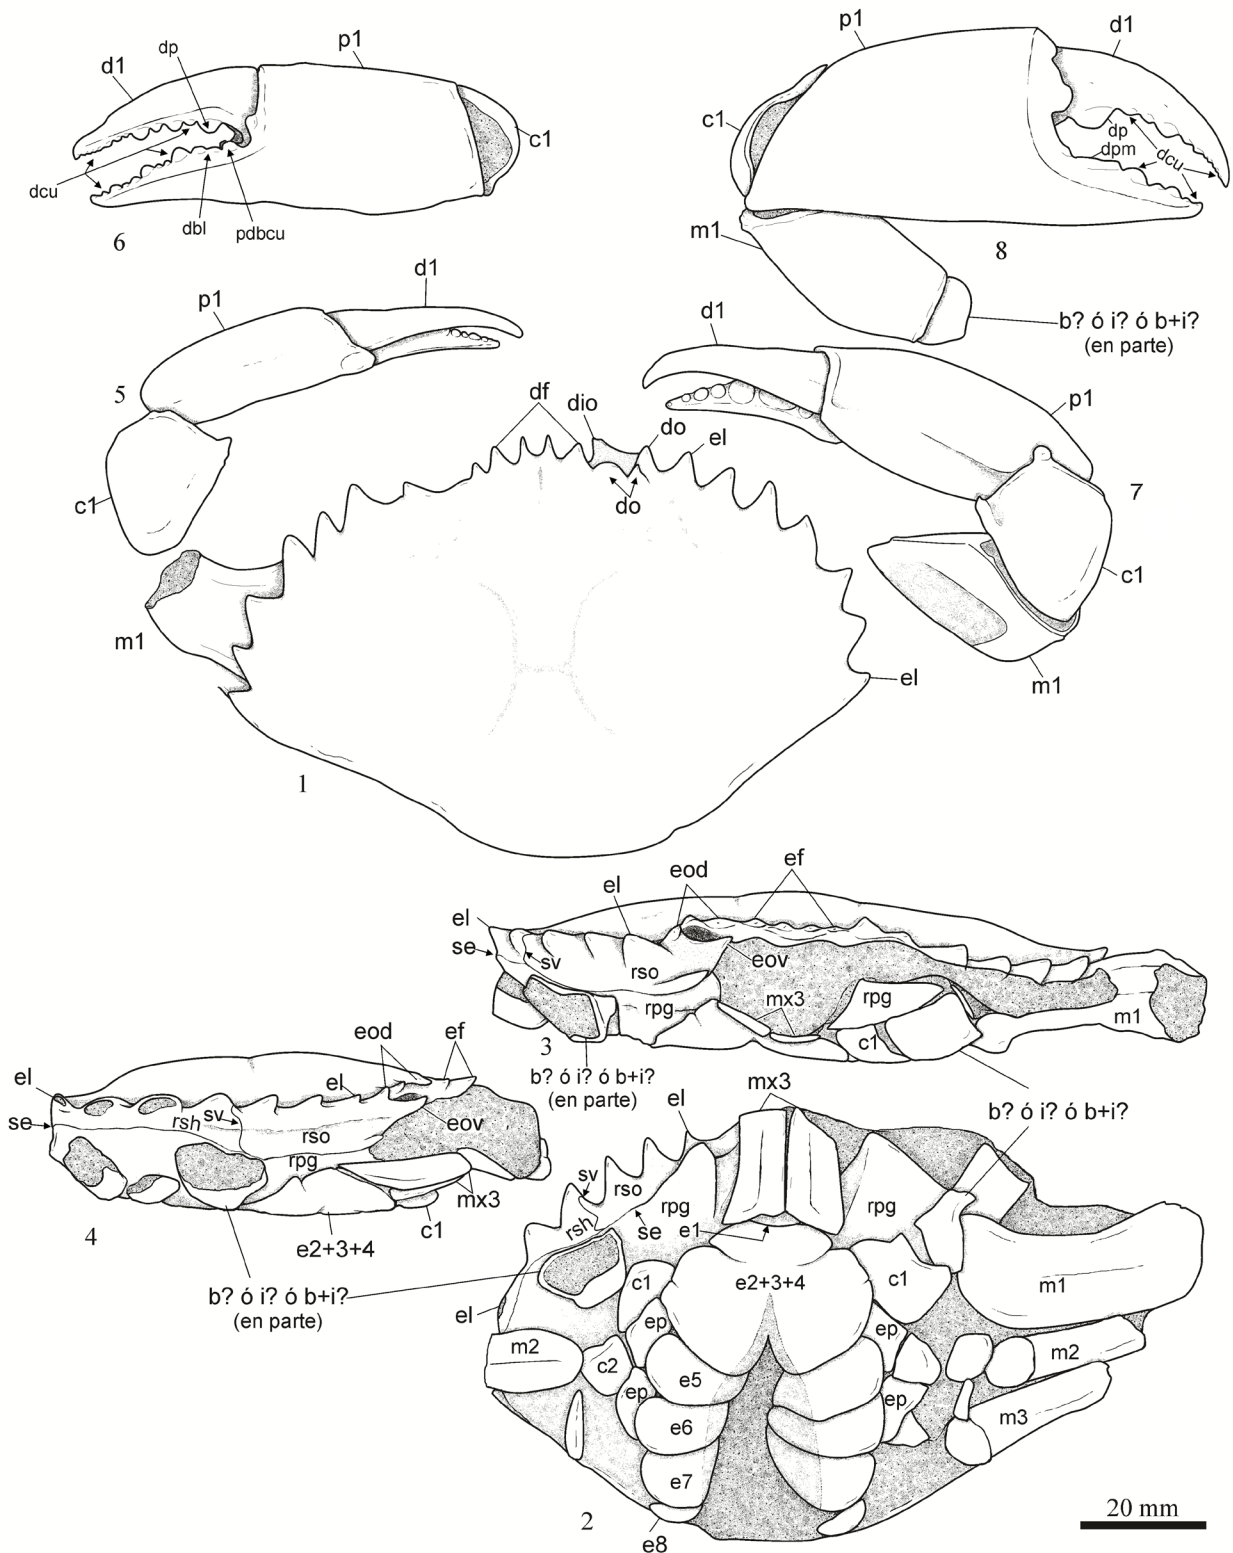 p1
d1
dp
c1
dcu
dbl
pdbcu
6
p1
d1
c1
dp
dpm
dcu
m1
8
b? ó i? ó b+i?
(en parte)
d1
p1
5
c1
d1
p1
7
c1
m1
df
dio
do
el
do
m1
el
1
ef
eod
el
el
se
sv
rso
eov
rpg
mx3
rpg
c1
m1
3
b? ó i? ó b+i?
(en parte)
eod
ef
el
el
se
rsh
sv
rso
eov
rpg
mx3
c1
4
e2+3+4
b? ó i? ó b+i?
(en parte)
mx3
el
b? ó i? ó b+i?
sv
rso
rpg
rpg
rsh
se
e1
c1
e2+3+4
c1
m1
el
ep
ep
m2
c2
e5
m2
ep
ep
e6
m3
e7
2
e8
20 mm